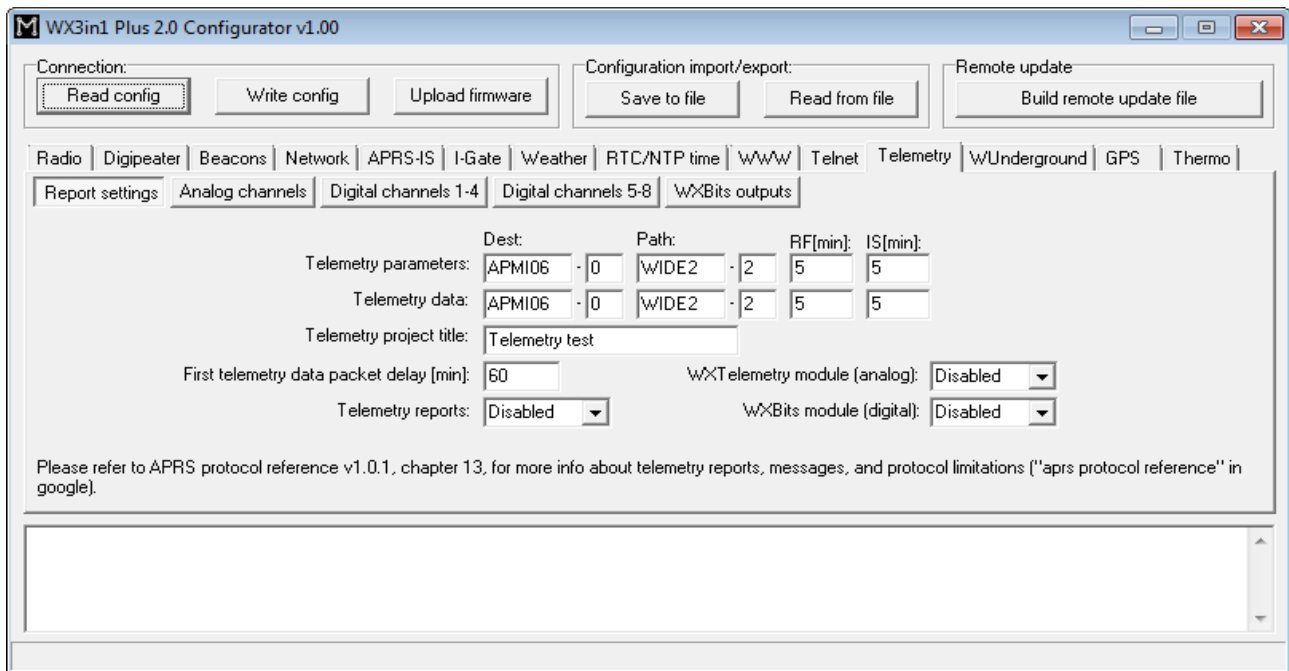 WX3in1 Plus 2.0 Configurator v1.00
Connection: Configuration import/export: Remote update
Read config Write config Upload firmware Save to file Read from file Build remote update file
Radio Digipeater Beacons Network APRS-IS I-Gate Weather RTC/NTP time WWW Telnet Telemetry WUnderground GPS Thermo
Report settings Analog channels Digital channels 1-4 Digital channels 5-8 WXBits outputs
Dest: Path: RF[min]: IS[min]:
Telemetry parameters: APMI06 - 0 WIDE2 - 2 5 5
Telemetry data: APMI06 - 0 WIDE2 - 2 5 5
Telemetry project title: Telemetry test
First telemetry data packet delay [min]: 60 WXTelemetry module (analog): Disabled
Telemetry reports: Disabled WXBits module (digital): Disabled
Please refer to APRS protocol reference v1.0.1, chapter 13, for more info about telemetry reports, messages, and protocol limitations ("aprs protocol reference" in
google).